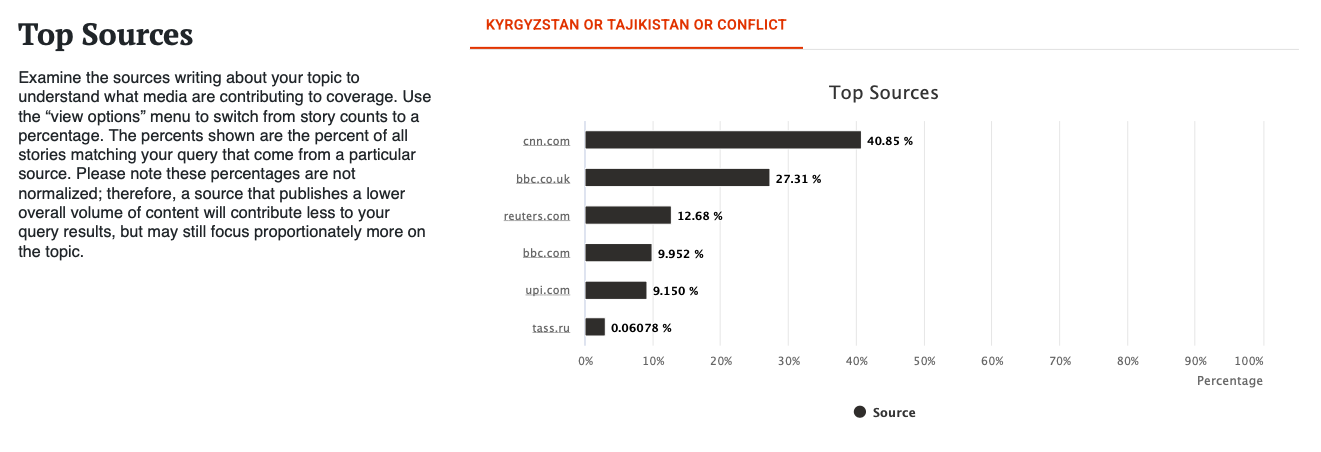 Top Sources
Examine the sources writing about your topic to
understand what media are contributing to coverage. Use
the “view options” menu to switch from story counts to a
percentage. The percents shown are the percent of all
stories matching your query that come from a particular
source. Please note these percentages are not
normalized; therefore, a source that publishes a lower
overall volume of content will contribute less to your
query results, but may still focus proportionately more on
the topic.
KYRGYZSTAN OR TAJIKISTAN OR CONFLICT
Top Sources
cnn.com 40.85 %
bbc.co.uk 27.31 %
reuters.com 12.68 %
bbc.com 9.952 %
upi.com 9.150 %
tass.ru 0.06078 %
0% 10% 20% 30% 40% 50% 60% 70% 80% 90% 100%
Percentage
Source